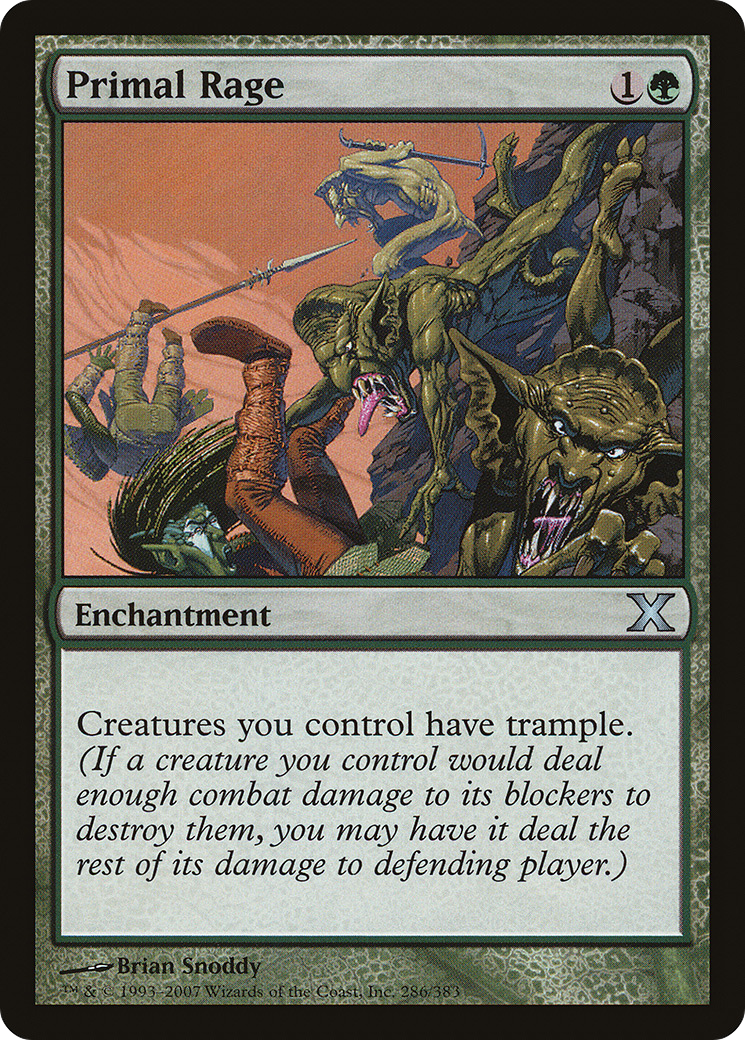 Primal Rage 1
Enchantment X
Creatures you control have trample.
(If a creature you control would deal
enough combat damage to its blockers to
destroy them, you may have it deal the
rest of its damage to defending player.)
Brian Snoddy
™ & © 1993–2007 Wizards of the Coast, Inc. 286/383